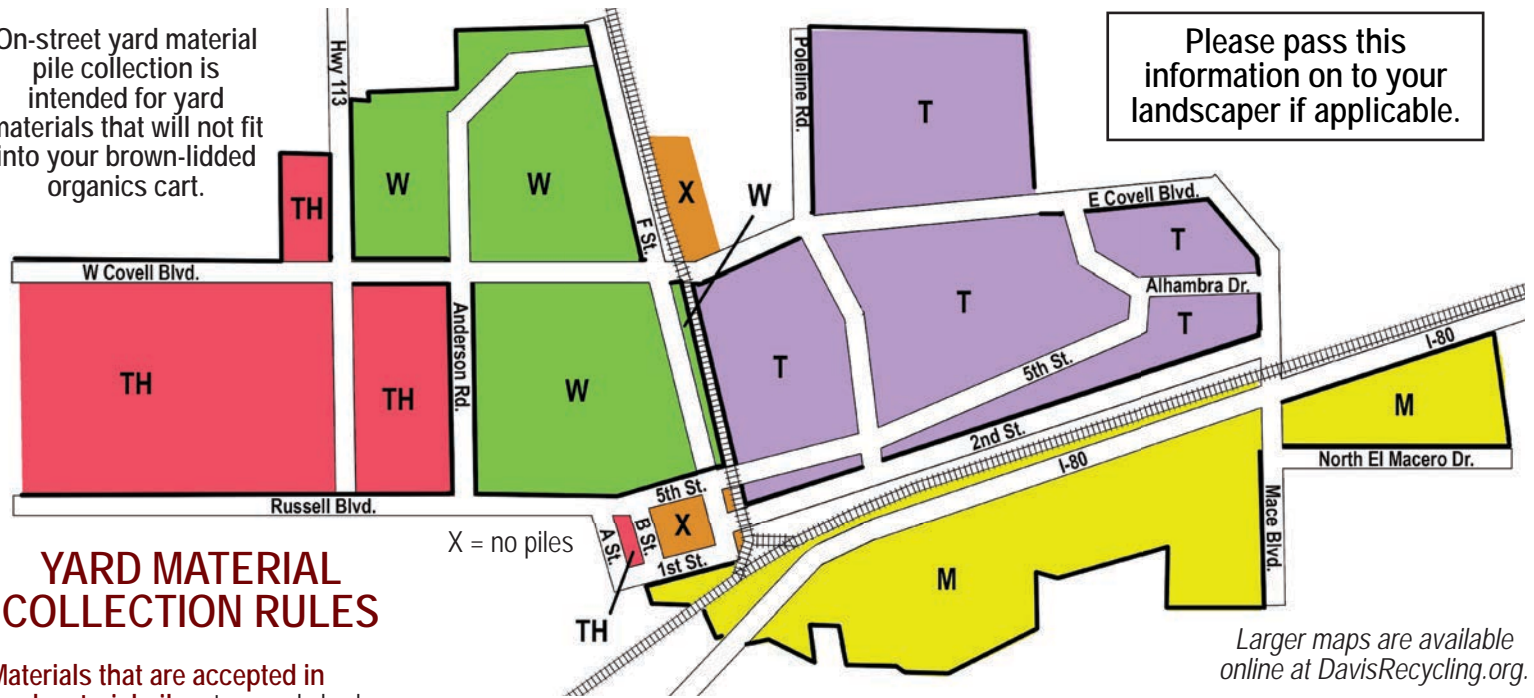 On-street yard material
pile collection is
intended for yard
materials that will not fit
into your brown-lidded
organics cart.
Please pass this
information on to your
landscaper if applicable.
Hwy 113
Poleline Rd.
T
W
W
X
W
TH
F St.
E Covell Blvd.
T
W Covell Blvd.
Alhambra Dr.
T
T
T
Anderson Rd.
TH
TH
W
5th St.
I-80
M
2nd St.
I-80
North El Macero Dr.
Russell Blvd.
5th St.
X
A St.
B St.
1st St.
X = no piles
Mace Blvd.
M
TH
YARD MATERIAL
COLLECTION RULES
Materials that are accepted in
Larger maps are available
online at DavisRecycling.org.